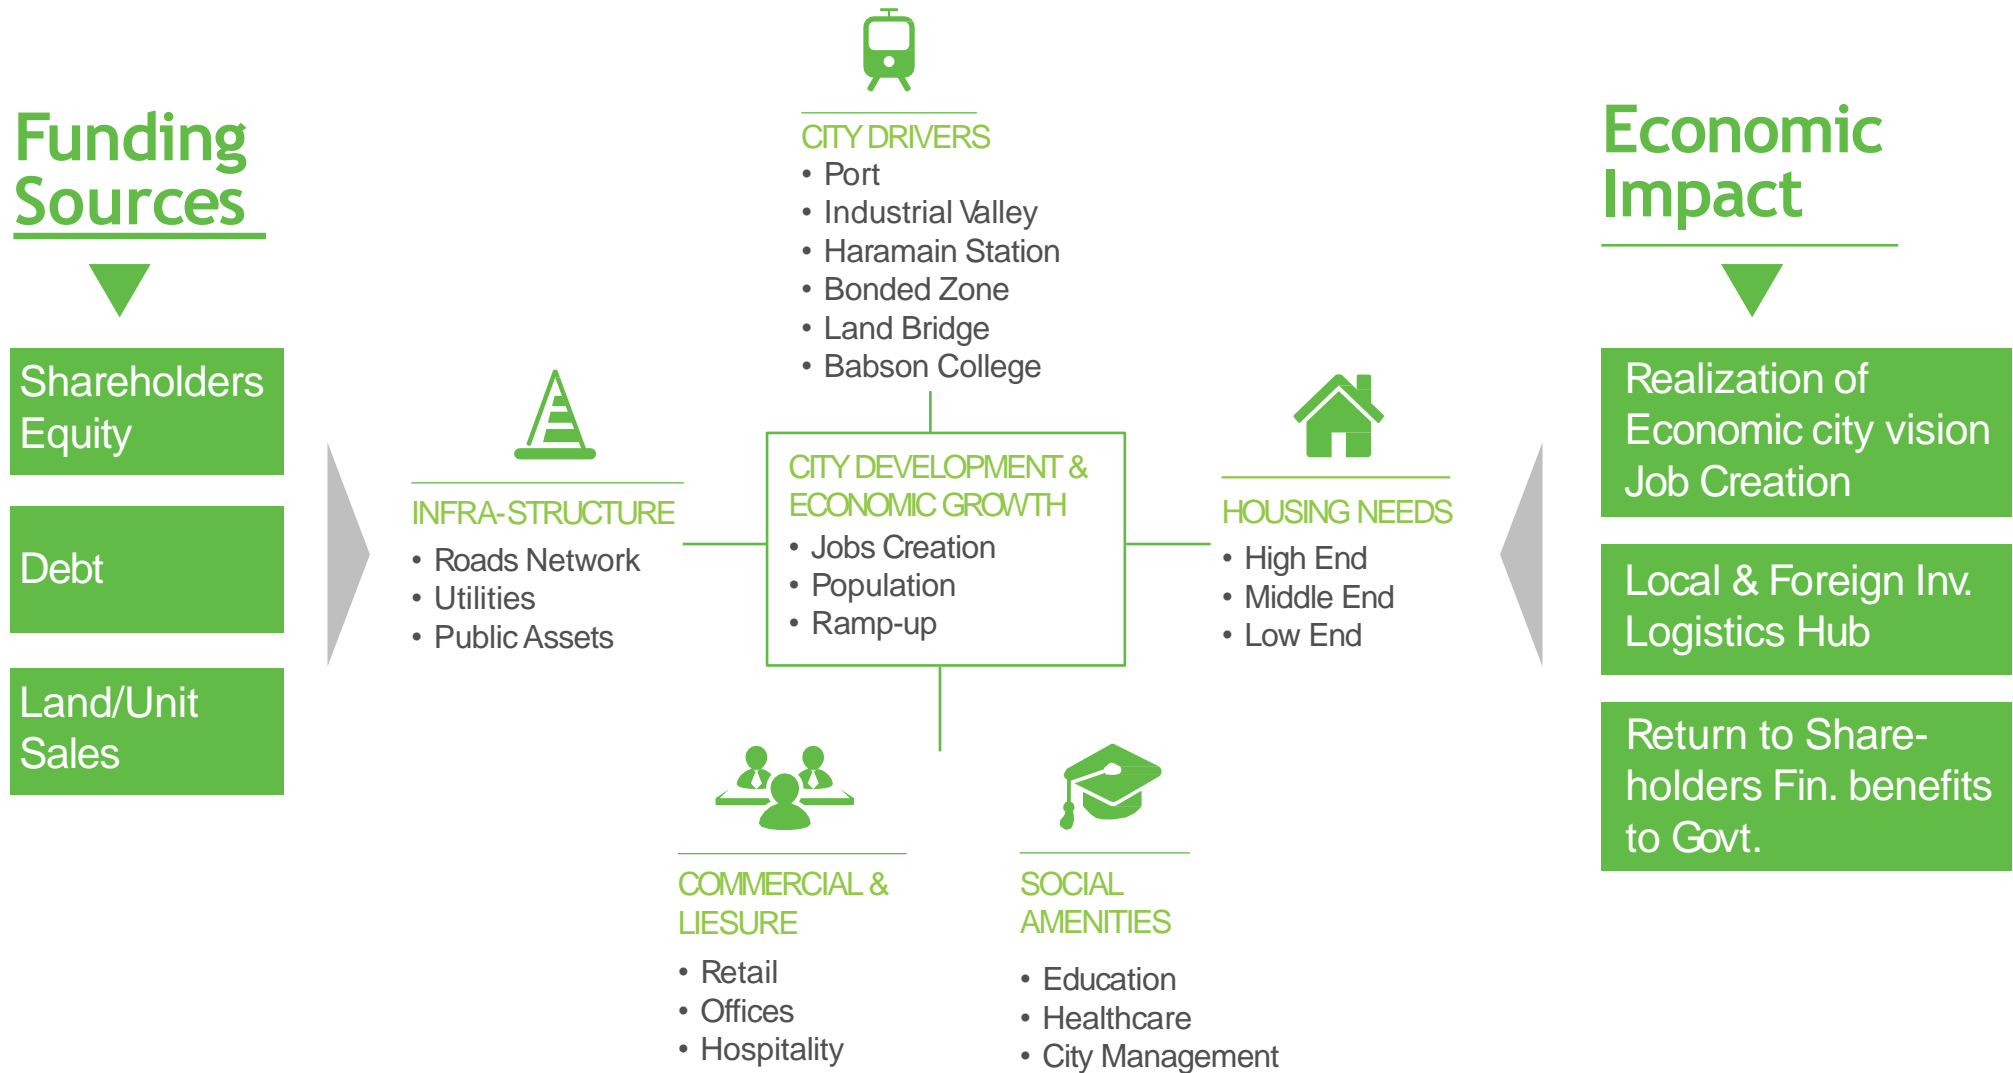 Funding
Sources
Shareholders
Equity
Debt
Land/Unit
Sales
CITY DRIVERS
• Port
• Industrial Valley
• Haramain Station
• Bonded Zone
• Land Bridge
• Babson College
INFRA-STRUCTURE
• Roads Network
• Utilities
• Public Assets
CITY DEVELOPMENT &
ECONOMIC GROWTH
• Jobs Creation
• Population
• Ramp-up
HOUSING NEEDS
• High End
• Middle End
• Low End
COMMERCIAL &
LIESURE
• Retail
• Offices
• Hospitality
SOCIAL
AMENITIES
• Education
• Healthcare
• City Management
Economic
Impact
Realization of
Economic city vision
Job Creation
Local & Foreign Inv.
Logistics Hub
Return to Share-
holders Fin. benefits
to Govt.